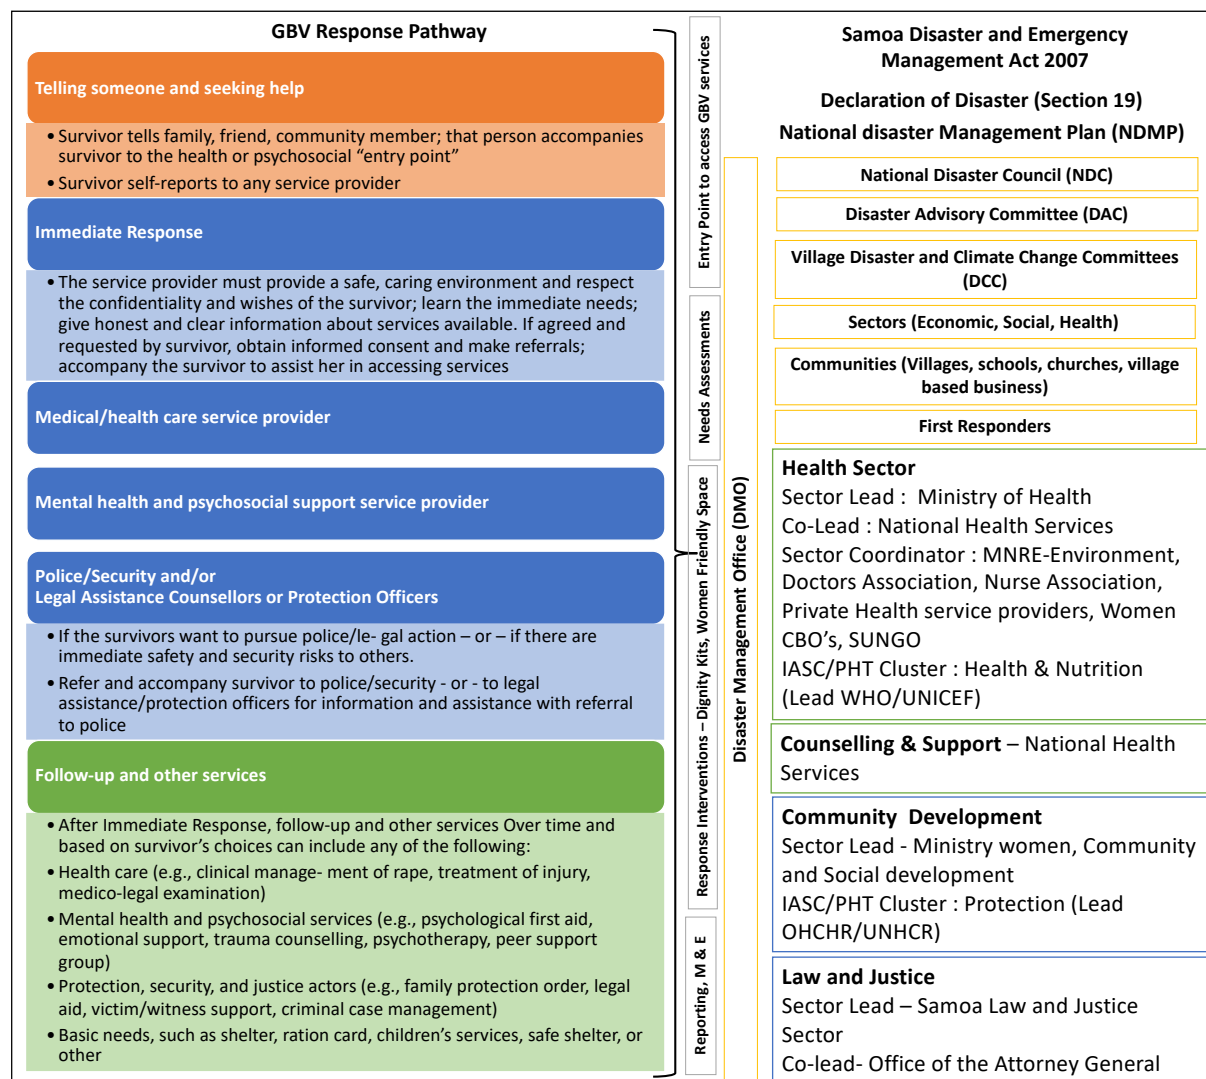 GBV Response Pathway
Telling someone and seeking help
• Survivor tells family, friend, community member; that person accompanies
survivor to the health or psychosocial “entry point”
• Survivor self-reports to any service provider
Immediate Response
• The service provider must provide a safe, caring environment and respect
the confidentiality and wishes of the survivor; learn the immediate needs;
give honest and clear information about services available. If agreed and
requested by survivor, obtain informed consent and make referrals;
accompany the survivor to assist her in accessing services
Medical/health care service provider
Mental health and psychosocial support service provider
Police/Security and/or
Legal Assistance Counsellors or Protection Officers
• If the survivors want to pursue police/le- gal action – or – if there are
immediate safety and security risks to others.
• Refer and accompany survivor to police/security - or - to legal
assistance/protection officers for information and assistance with referral
to police
Follow-up and other services
• After Immediate Response, follow-up and other services Over time and
based on survivor’s choices can include any of the following:
• Health care (e.g., clinical manage- ment of rape, treatment of injury,
medico-legal examination)
• Mental health and psychosocial services (e.g., psychological first aid,
emotional support, trauma counselling, psychotherapy, peer support
group)
• Protection, security, and justice actors (e.g., family protection order, legal
aid, victim/witness support, criminal case management)
• Basic needs, such as shelter, ration card, children’s services, safe shelter, or
other
Entry Point to access GBV services
Needs Assessments
Response Interventions – Dignity Kits, Women Friendly Space
Reporting, M & E
Disaster Management Office (DMO)
Samoa Disaster and Emergency
Management Act 2007
Declaration of Disaster (Section 19)
National disaster Management Plan (NDMP)
National Disaster Council (NDC)
Disaster Advisory Committee (DAC)
Village Disaster and Climate Change Committees
(DCC)
Sectors (Economic, Social, Health)
Communities (Villages, schools, churches, village
based business)
First Responders
Health Sector
Sector Lead :  Ministry of Health
Co-Lead : National Health Services
Sector Coordinator : MNRE-Environment,
Doctors Association, Nurse Association,
Private Health service providers, Women
CBO’s, SUNGO
IASC/PHT Cluster : Health & Nutrition
(Lead WHO/UNICEF)
Counselling & Support – National Health
Services
Community  Development
Sector Lead - Ministry women, Community
and Social development
IASC/PHT Cluster : Protection (Lead
OHCHR/UNHCR)
Law and Justice
Sector Lead – Samoa Law and Justice
Sector
Co-lead- Office of the Attorney General